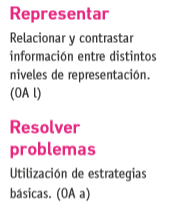 Representar
Relacionar y contrastar
información entre distintos
niveles de representación.
(OA l)
Resolver
problemas
Utilización de estrategias
básicas. (OA a)